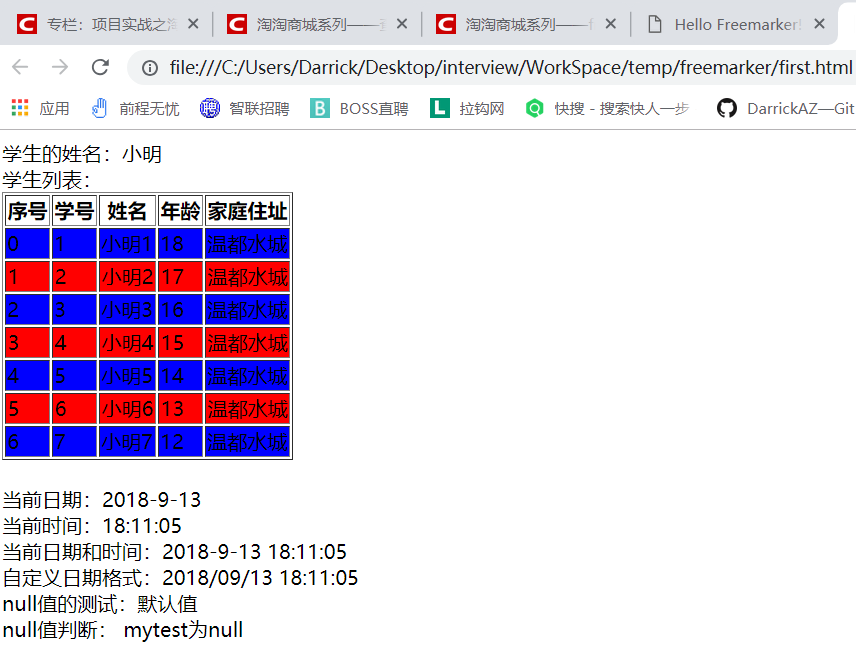 专栏：项目实战之淘 淘淘商城系列—— 淘淘商城系列—— Hello Freemarker!
file:///C:/Users/Darrick/Desktop/interview/WorkSpace/temp/freemarker/first.html
应用 前程无忧 智联招聘 BOSS直聘 拉钩网 快搜 - 搜索快人一步 DarrickAZ—Git
学生的姓名：小明
学生列表：
序号 学号 姓名 年龄 家庭住址
0 1 小明1 18 温都水城
1 2 小明2 17 温都水城
2 3 小明3 16 温都水城
3 4 小明4 15 温都水城
4 5 小明5 14 温都水城
5 6 小明6 13 温都水城
6 7 小明7 12 温都水城
当前日期：2018-9-13
当前时间：18:11:05
当前日期和时间：2018-9-13 18:11:05
自定义日期格式：2018/09/13 18:11:05
null值的测试：默认值
null值判断： mytest为null